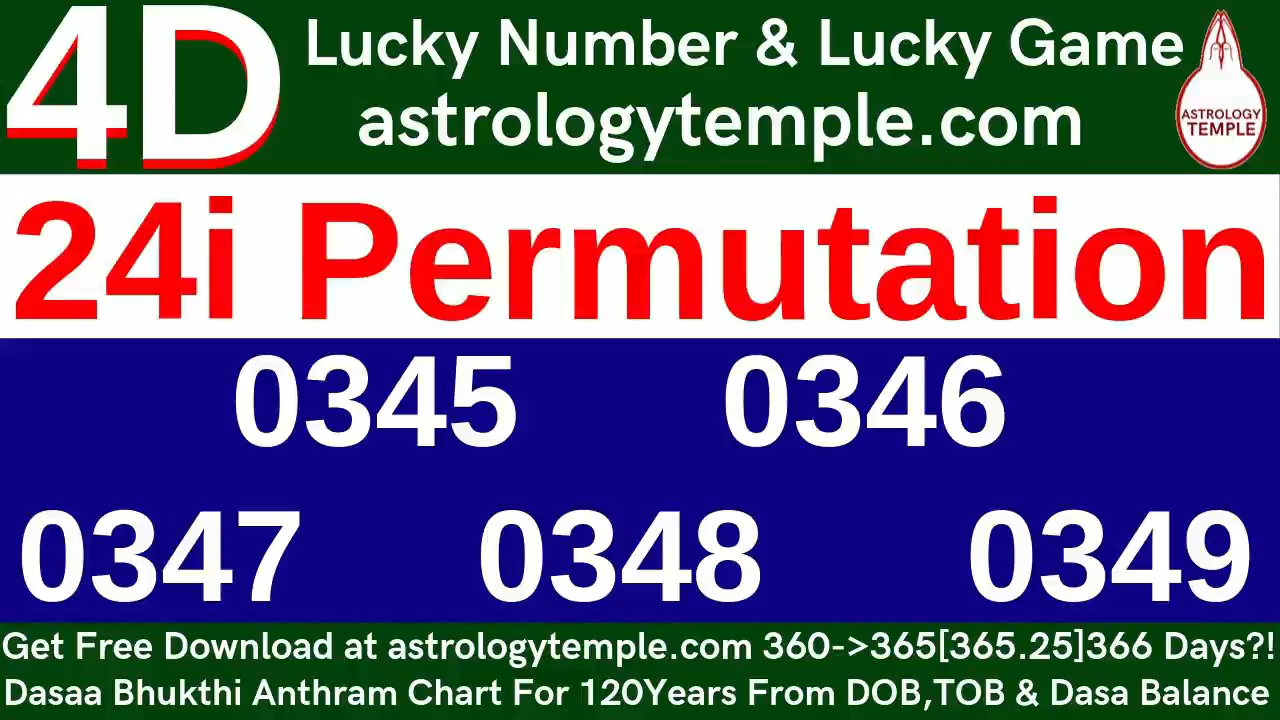 4D
Lucky Number & Lucky Game
astrologytemple.com
ASTROLOGY
TEMPLE
24i Permutation
0345 0346
0347 0348 0349
Get Free Download at astrologytemple.com 360->365[365.25]366 Days?!
Dasaa Bhukthi Anthram Chart For 120Years From DOB,TOB & Dasa Balance